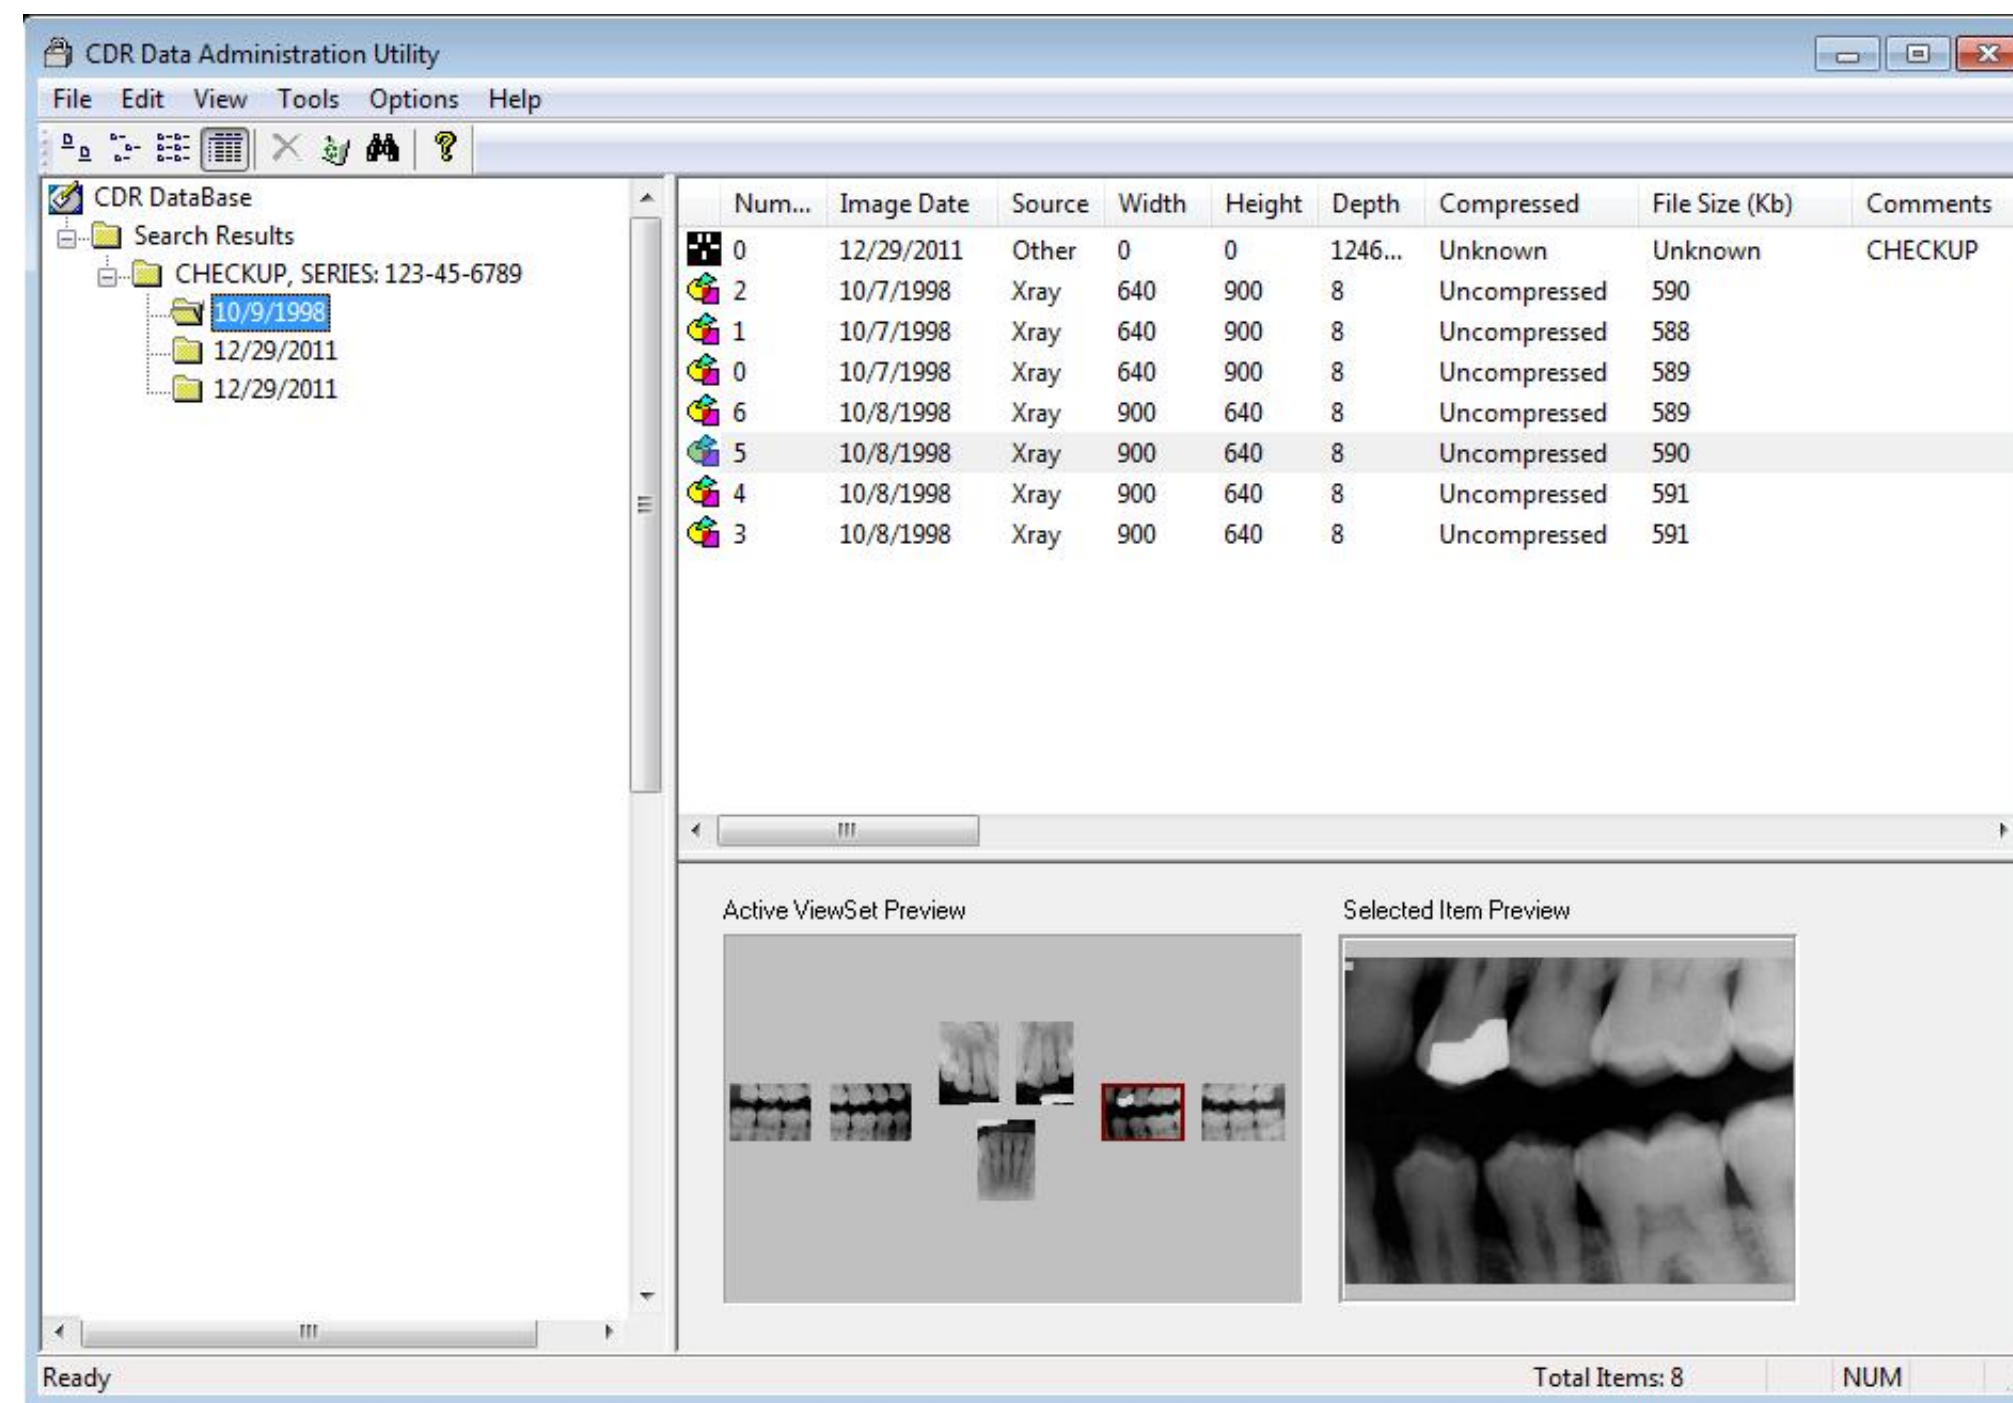 CDR Data Administration Utility
File Edit View Tools Options Help
CDR DataBase
Search Results
CHECKUP, SERIES: 123-45-6789
10/9/1998
12/29/2011
12/29/2011
Num... Image Date Source Width Height Depth Compressed File Size (Kb) Comments
0 12/29/2011 Other 0 0 1246... Unknown Unknown CHECKUP
2 10/7/1998 Xray 640 900 8 Uncompressed 590
1 10/7/1998 Xray 640 900 8 Uncompressed 588
0 10/7/1998 Xray 640 900 8 Uncompressed 589
6 10/8/1998 Xray 900 640 8 Uncompressed 589
5 10/8/1998 Xray 900 640 8 Uncompressed 590
4 10/8/1998 Xray 900 640 8 Uncompressed 591
3 10/8/1998 Xray 900 640 8 Uncompressed 591
Active ViewSet Preview Selected Item Preview
Ready Total Items: 8 NUM